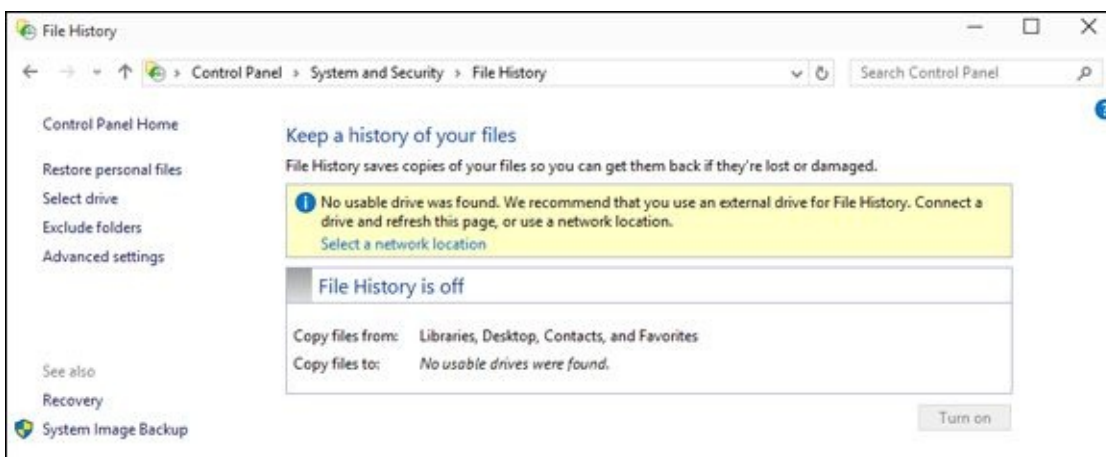 File History
Control Panel › System and Security › File History
Search Control Panel
Control Panel Home
Restore personal files
Select drive
Exclude folders
Advanced settings
Keep a history of your files
File History saves copies of your files so you can get them back if they're lost or damaged.
No usable drive was found. We recommend that you use an external drive for File History. Connect a
drive and refresh this page, or use a network location.
Select a network location
File History is off
Copy files from: Libraries, Desktop, Contacts, and Favorites
Copy files to: No usable drives were found.
Turn on
See also
Recovery
System Image Backup